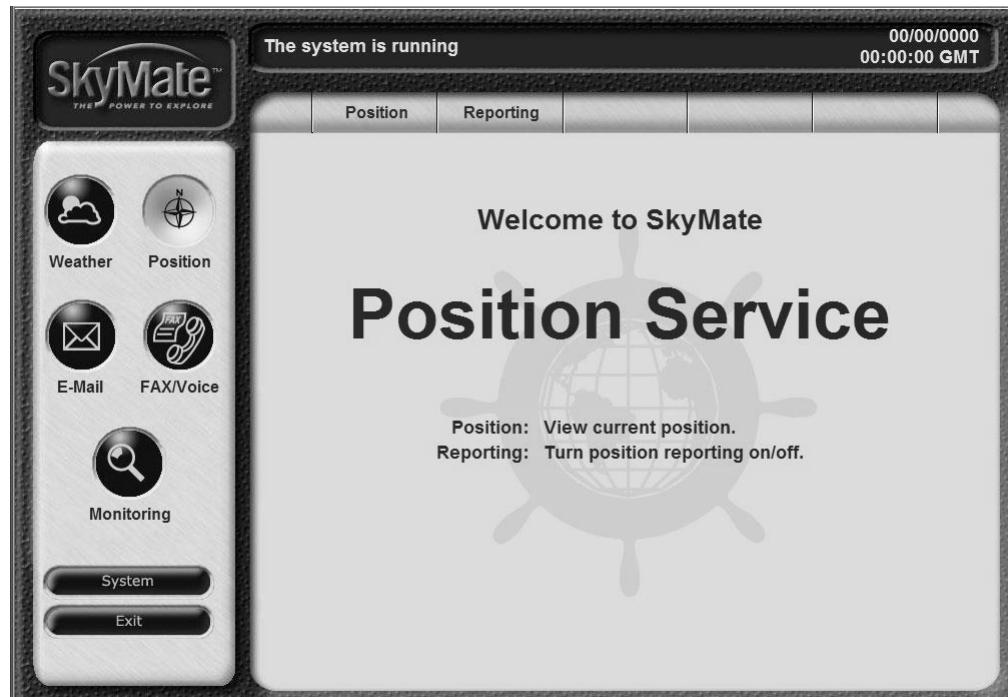 SkyMate™
THE POWER TO EXPLORE
The system is running
00/00/0000
00:00:00 GMT
Position Reporting
Weather Position
E-Mail FAX/Voice
FAX
N
Monitoring
System
Exit
Welcome to SkyMate
Position Service
Position: View current position.
Reporting: Turn position reporting on/off.